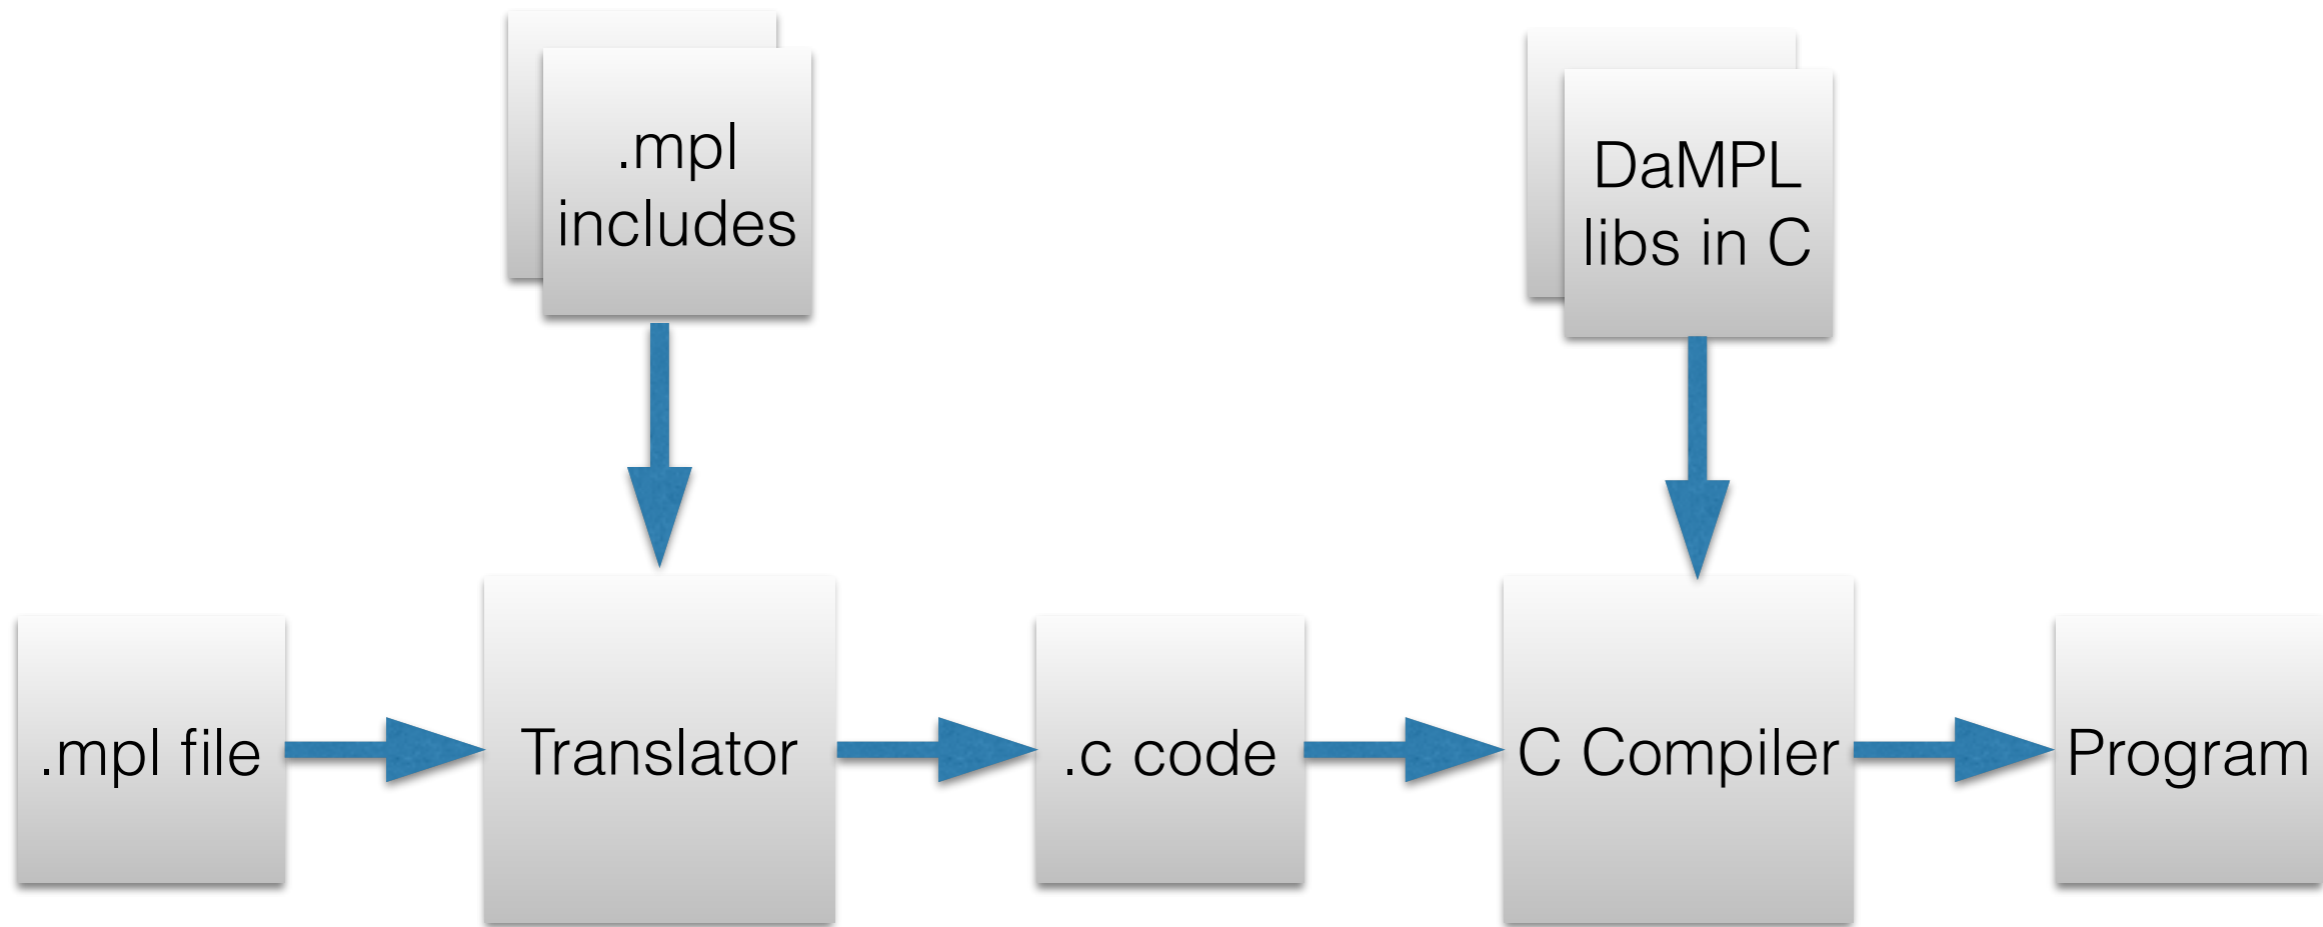 .mpl
includes
DaMPL
libs in C
.mpl file
Translator
.c code
C Compiler
Program